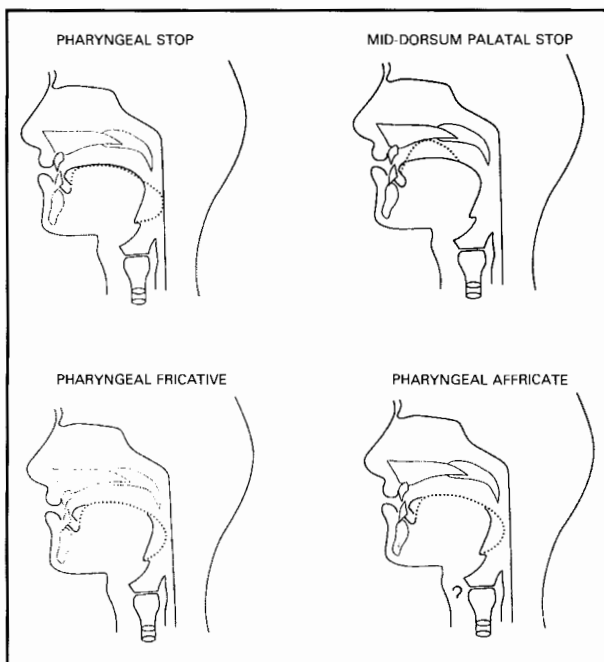 PHARYNGEAL STOP
MID-DORSUM PALATAL STOP
PHARYNGEAL FRICATIVE
PHARYNGEAL AFFRICATE
?